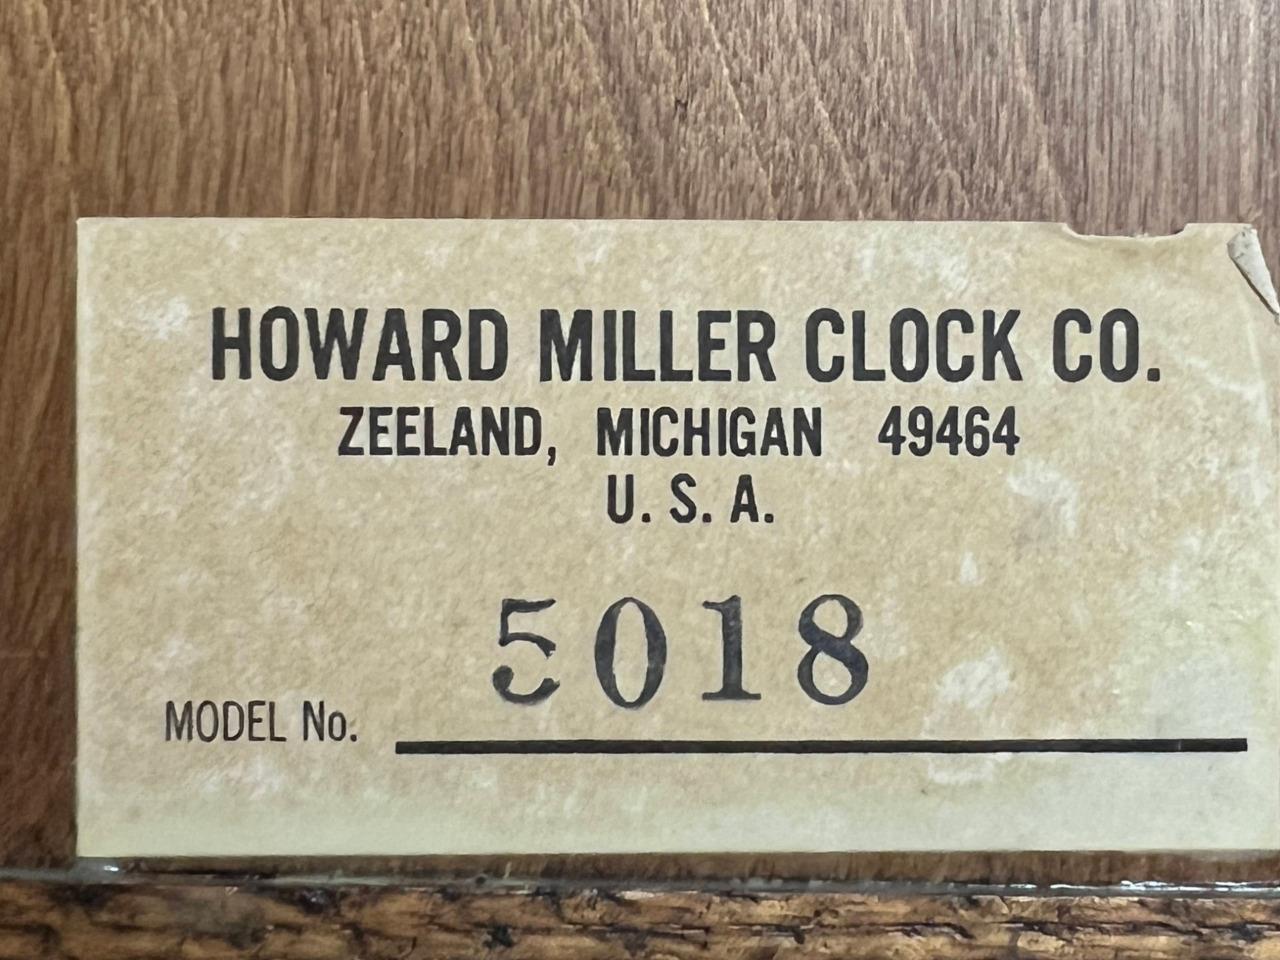 HOWARD MILLER CLOCK CO.
ZEELAND, MICHIGAN 49464
U. S. A.
MODEL No. 5018